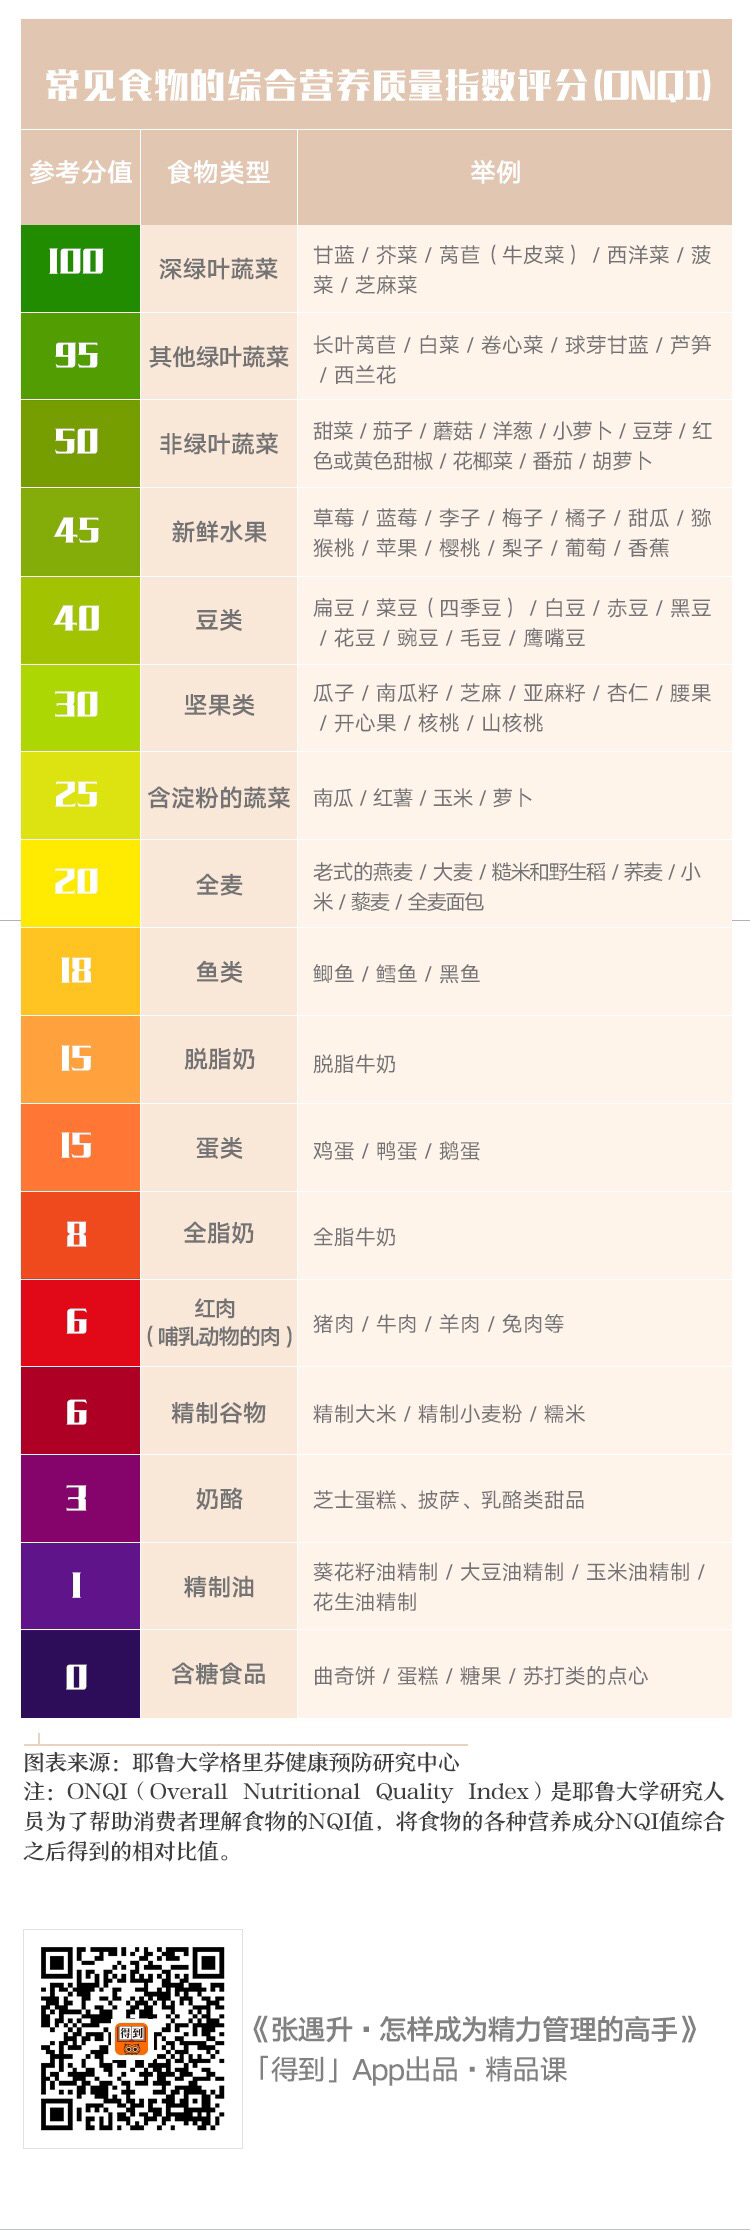 常见食物的综合营养质量指数评分(ONQI)
参考分值 食物类型 举例
100 深绿叶蔬菜 甘蓝 / 芥菜 / 莴苣（牛皮菜）/ 西洋菜 / 菠
菜 / 芝麻菜
95 其他绿叶蔬菜 长叶莴苣 / 白菜 / 卷心菜 / 球芽甘蓝 / 芦笋
/ 西兰花
50 非绿叶蔬菜 甜菜 / 茄子 / 蘑菇 / 洋葱 / 小萝卜 / 豆芽 / 红
色或黄色甜椒 / 花椰菜 / 番茄 / 胡萝卜
45 新鲜水果 草莓 / 蓝莓 / 李子 / 梅子 / 橘子 / 甜瓜 / 猕
猴桃 / 苹果 / 樱桃 / 梨子 / 葡萄 / 香蕉
40 豆类 扁豆 / 菜豆（四季豆）/ 白豆 / 赤豆 / 黑豆
/ 花豆 / 豌豆 / 毛豆 / 鹰嘴豆
30 坚果类 瓜子 / 南瓜籽 / 芝麻 / 亚麻籽 / 杏仁 / 腰果
/ 开心果 / 核桃 / 山核桃
25 含淀粉的蔬菜 南瓜 / 红薯 / 玉米 / 萝卜
20 全麦 老式的燕麦 / 大麦 / 糙米和野生稻 / 荞麦 / 小
米 / 藜麦 / 全麦面包
18 鱼类 鲫鱼 / 鳕鱼 / 黑鱼
15 脱脂奶 脱脂牛奶
15 蛋类 鸡蛋 / 鸭蛋 / 鹅蛋
8 全脂奶 全脂牛奶
6 红肉
（哺乳动物的肉） 猪肉 / 牛肉 / 羊肉 / 兔肉等
6 精制谷物 精制大米 / 精制小麦粉 / 糯米
3 奶酪 芝士蛋糕、披萨、乳酪类甜品
1 精制油 葵花籽油精制 / 大豆油精制 / 玉米油精制 /
花生油精制
0 含糖食品 曲奇饼 / 蛋糕 / 糖果 / 苏打类的点心
图表来源：耶鲁大学格里芬健康预防研究中心
注：ONQI（Overall Nutritional Quality Index）是耶鲁大学研究人
员为了帮助消费者理解食物的NQI值，将食物的各种营养成分NQI值综合
之后得到的相对比值。
得到
《张遇升·怎样成为精力管理的高手》
「得到」App出品·精品课